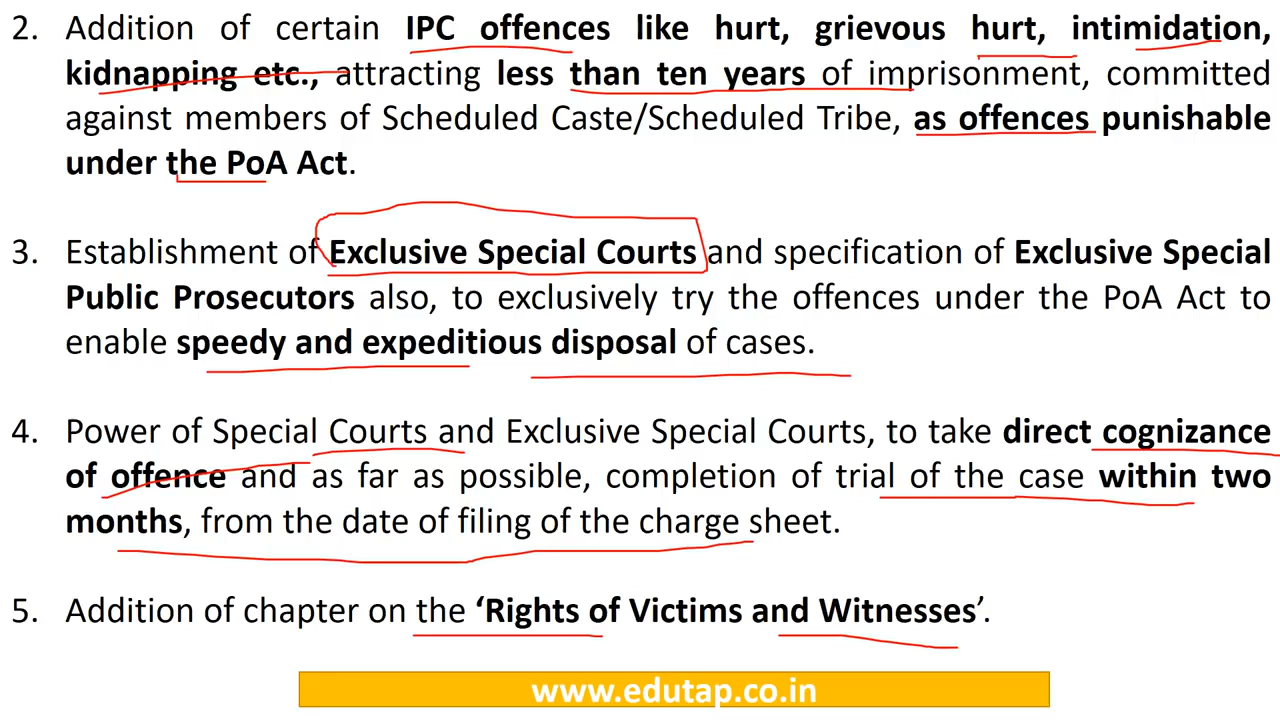 2. Addition of certain IPC offences like hurt, grievous hurt, intimidation,
kidnapping etc., attracting less than ten years of imprisonment, committed
against members of Scheduled Caste/Scheduled Tribe, as offences punishable
under the PoA Act.
3. Establishment of Exclusive Special Courts and specification of Exclusive Special
Public Prosecutors also, to exclusively try the offences under the PoA Act to
enable speedy and expeditious disposal of cases.
4. Power of Special Courts and Exclusive Special Courts, to take direct cognizance
of offence and as far as possible, completion of trial of the case within two
months, from the date of filing of the charge sheet.
5. Addition of chapter on the ‘Rights of Victims and Witnesses’.
www.edutap.co.in